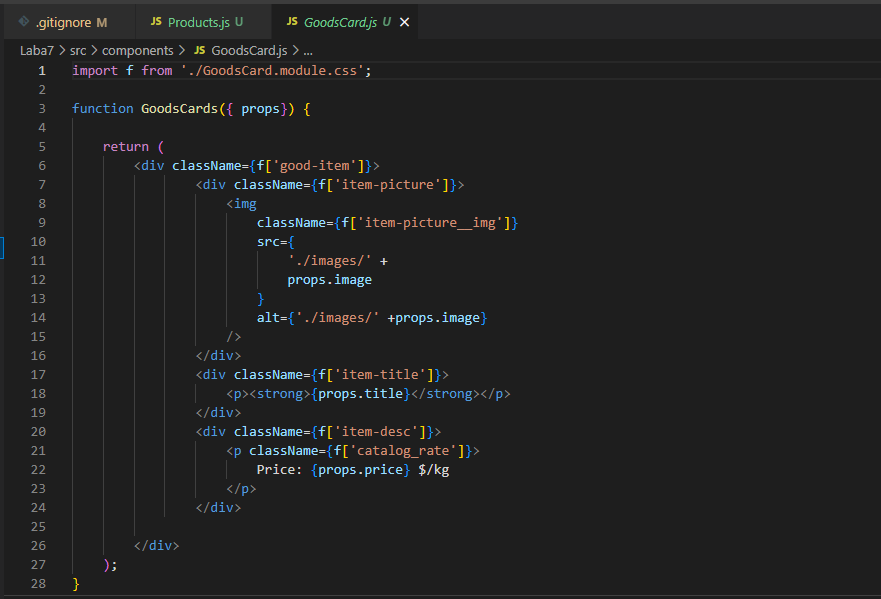 .gitignore M JS Products.js U JS GoodsCard.js U ✕
Laba7 > src > components > JS GoodsCard.js > ...
1 import f from './GoodsCard.module.css';
2
3 function GoodsCards({ props}) {
4
5 return (
6 <div className={f['good-item']}>
7 <div className={f['item-picture']}>
8 <img
9 className={f['item-picture__img']}
10 src={
11 './images/' +
12 props.image
13 }
14 alt={'./images/' +props.image}
15 />
16 </div>
17 <div className={f['item-title']}>
18 <p><strong>{props.title}</strong></p>
19 </div>
20 <div className={f['item-desc']}>
21 <p className={f['catalog_rate']}>
22 Price: {props.price} $/kg
23 </p>
24 </div>
25
26 </div>
27 );
28 }